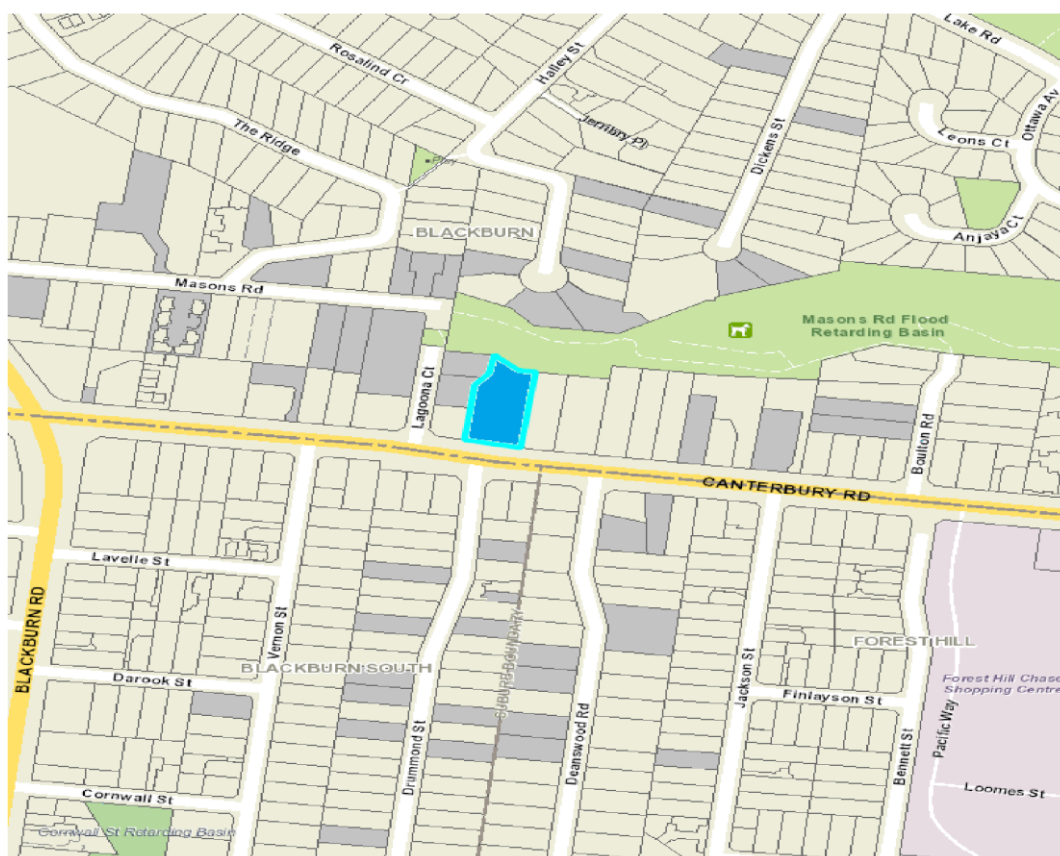 Lake Rd
Rosalind Cr
Halley St
Jerribry Pl
Dickens St
Ottawa Av
Leons Ct
The Ridge
Play
BLACKBURN
Anjaya Ct
Masons Rd
Masons Rd Flood
Retarding Basin
Lagoona Ct
Boulton Rd
CANTERBURY RD
Lavelle St
BLACKBURN RD
Vernon St
SUBURB BOUNDARY
FOREST HILL
BLACKBURN SOUTH
Darook St
Forest Hill Chase
Shopping Centre
Jackson St
Finlayson St
Drummond St
Deanswood Rd
Bennett St
Pacific Way
Loomes St
Cornwall St
Cornwall St Retarding Basin